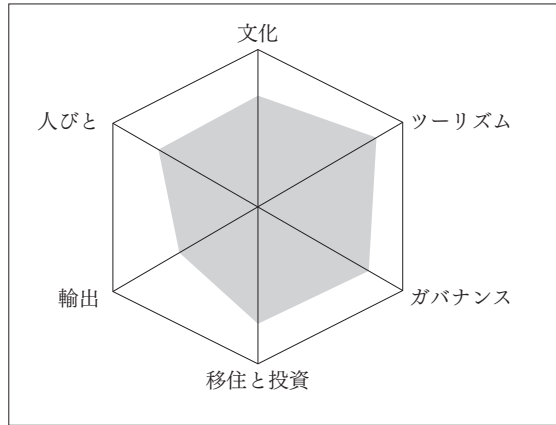 文化
人びと
ツーリズム
輸出
ガバナンス
移住と投資